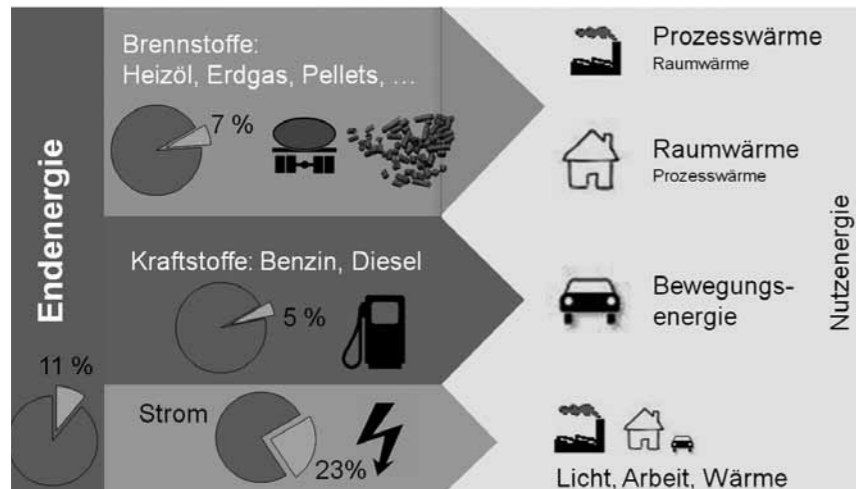 Endenergie
11 %
Brennstoffe:
Heizöl, Erdgas, Pellets, ...
7 %
Kraftstoffe: Benzin, Diesel
5 %
Strom
23%
Prozesswärme
Raumwärme
Raumwärme
Prozesswärme
Bewegungs-
energie
Licht, Arbeit, Wärme
Nutzenergie